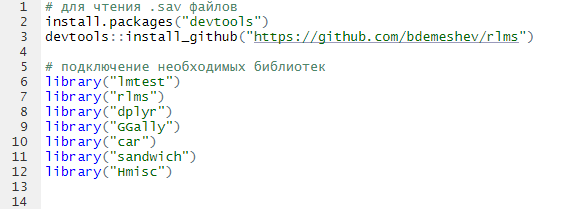 1 # для чтения .sav файлов
2 install.packages("devtools")
3 devtools::install_github("https://github.com/bdemeshev/rlms")
4
5 # подключение необходимых библиотек
6 library("lmtest")
7 library("rlms")
8 library("dplyr")
9 library("GGally")
10 library("car")
11 library("sandwich")
12 library("Hmisc")
13
14